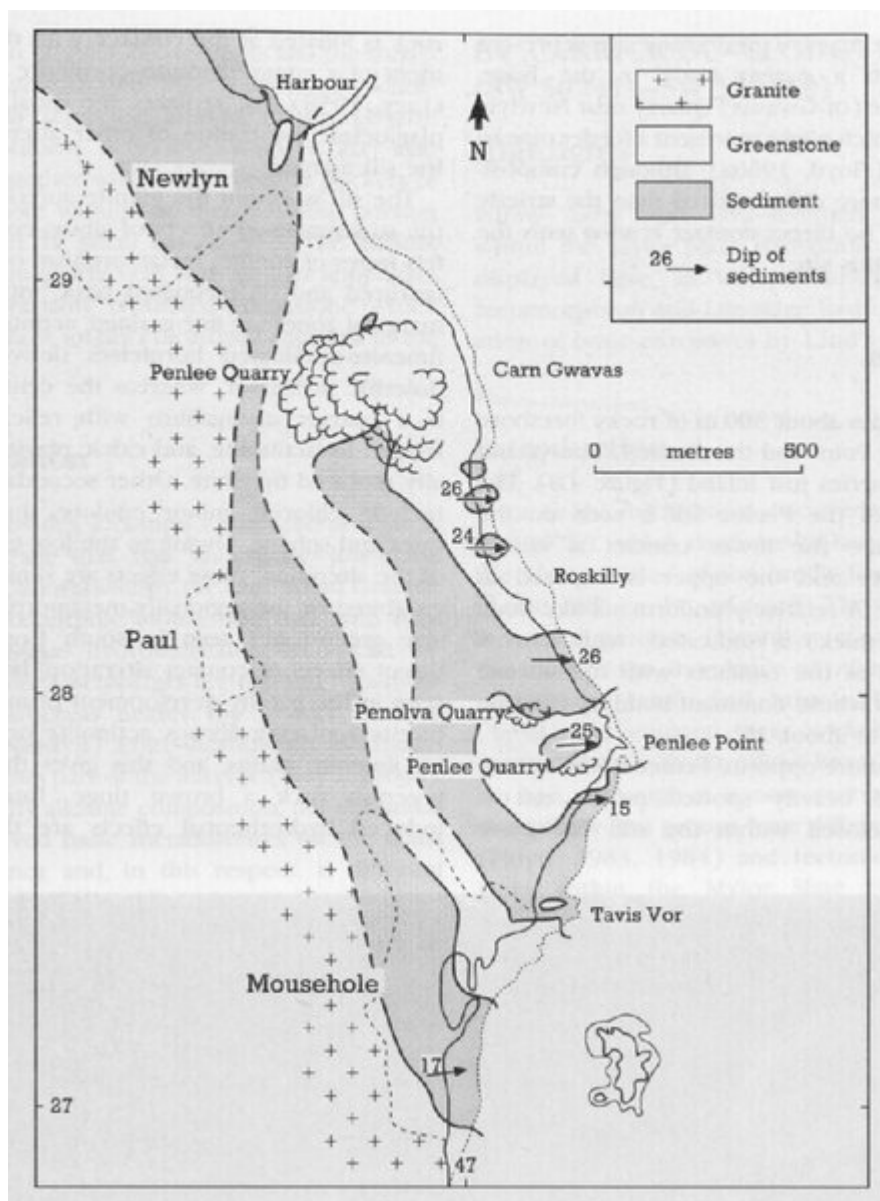 Harbour
Newlyn
N
Granite
Greenstone
Sediment
26
Dip of
sediments
29
Penlee Quarry
Carn Gwavas
0
500
metres
26
24
Roskilly
26
Paul
28
Penolva Quarry
25
Penlee Point
Penlee Quarry
15
Tavis Vor
Mousehole
17
27
47